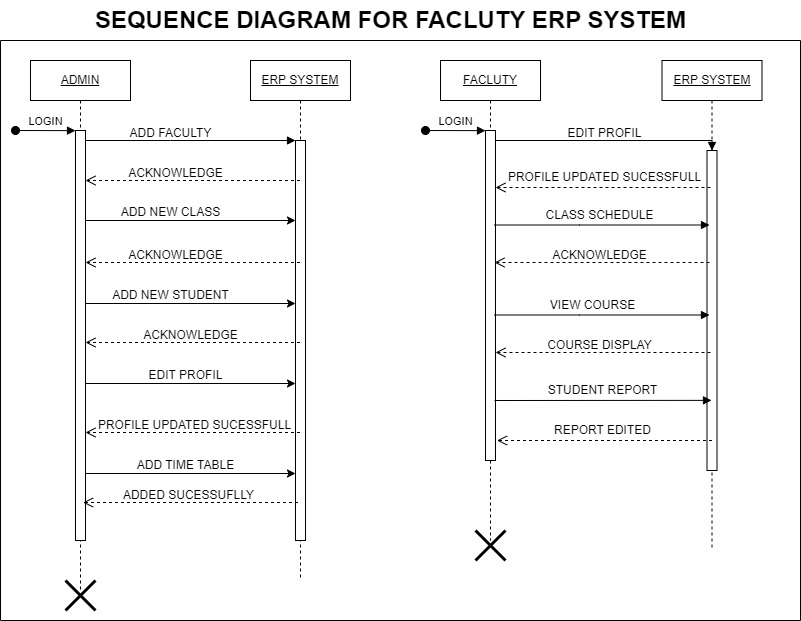 SEQUENCE DIAGRAM FOR FACLUTY ERP SYSTEM
ADMIN
ERP SYSTEM
LOGIN
ADD FACULTY
ACKNOWLEDGE
ADD NEW CLASS
ACKNOWLEDGE
ADD NEW STUDENT
ACKNOWLEDGE
EDIT PROFIL
PROFILE UPDATED SUCESSFULL
ADD TIME TABLE
ADDED SUCESSUFLLY
FACLUTY
ERP SYSTEM
LOGIN
EDIT PROFIL
PROFILE UPDATED SUCESSFULL
CLASS SCHEDULE
ACKNOWLEDGE
VIEW COURSE
COURSE DISPLAY
STUDENT REPORT
REPORT EDITED